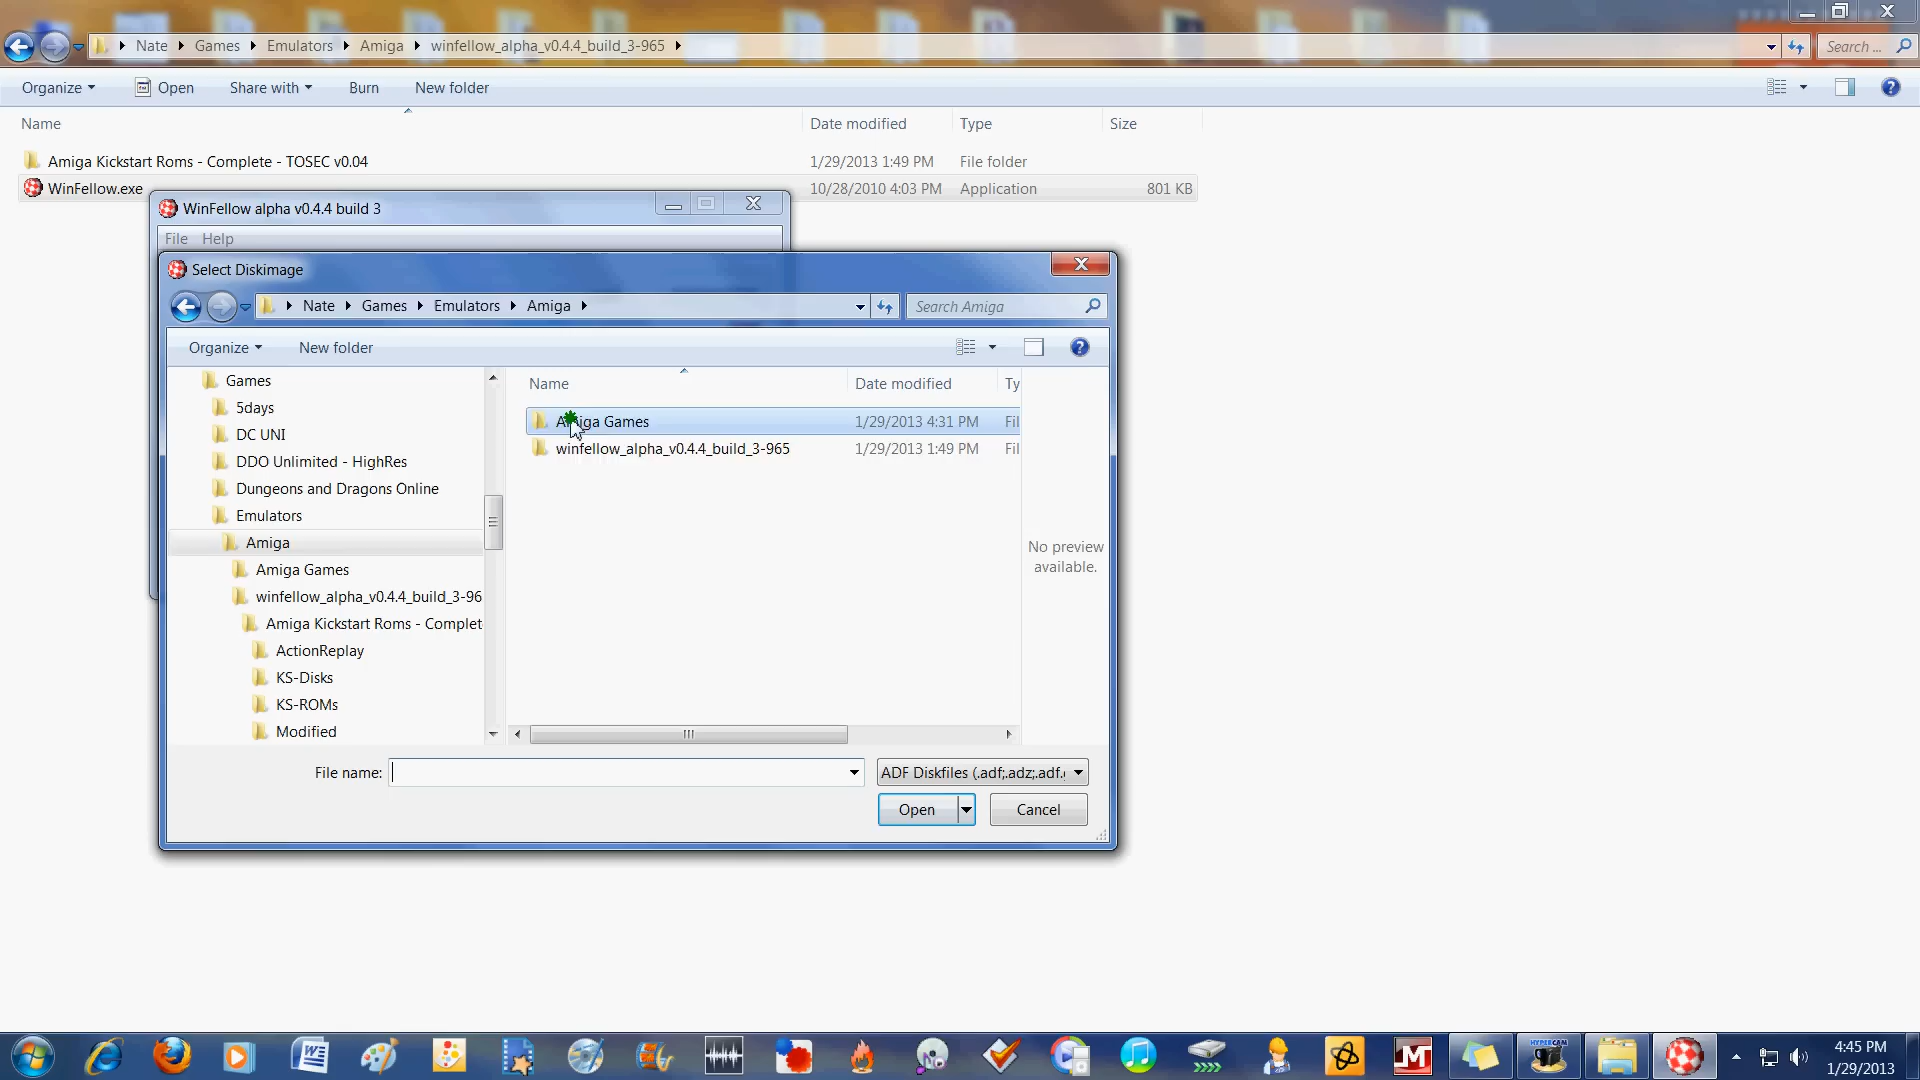 Nate Games Emulators Amiga winfellow_alpha_v0.4.4_build_3-965 Search ...
Organize Open Share with Burn New folder
Name Date modified Type Size
Amiga Kickstart Roms - Complete - TOSEC v0.04 1/29/2013 1:49 PM File folder
WinFellow.exe 10/28/2010 4:03 PM Application 801 KB
WinFellow alpha v0.4.4 build 3
File Help
Select Diskimage
Nate Games Emulators Amiga Search Amiga
Organize New folder
Games
5days
DC UNI
DDO Unlimited - HighRes
Dungeons and Dragons Online
Emulators
Amiga
Amiga Games
winfellow_alpha_v0.4.4_build_3-96
Amiga Kickstart Roms - Complet
ActionReplay
KS-Disks
KS-ROMs
Modified
Name Date modified Ty
Amiga Games 1/29/2013 4:31 PM Fil
winfellow_alpha_v0.4.4_build_3-965 1/29/2013 1:49 PM Fil
No preview
available.
File name: ADF Diskfiles (.adf;.adz;.adf.
Open Cancel
HYPERCAM
4:45 PM
1/29/2013